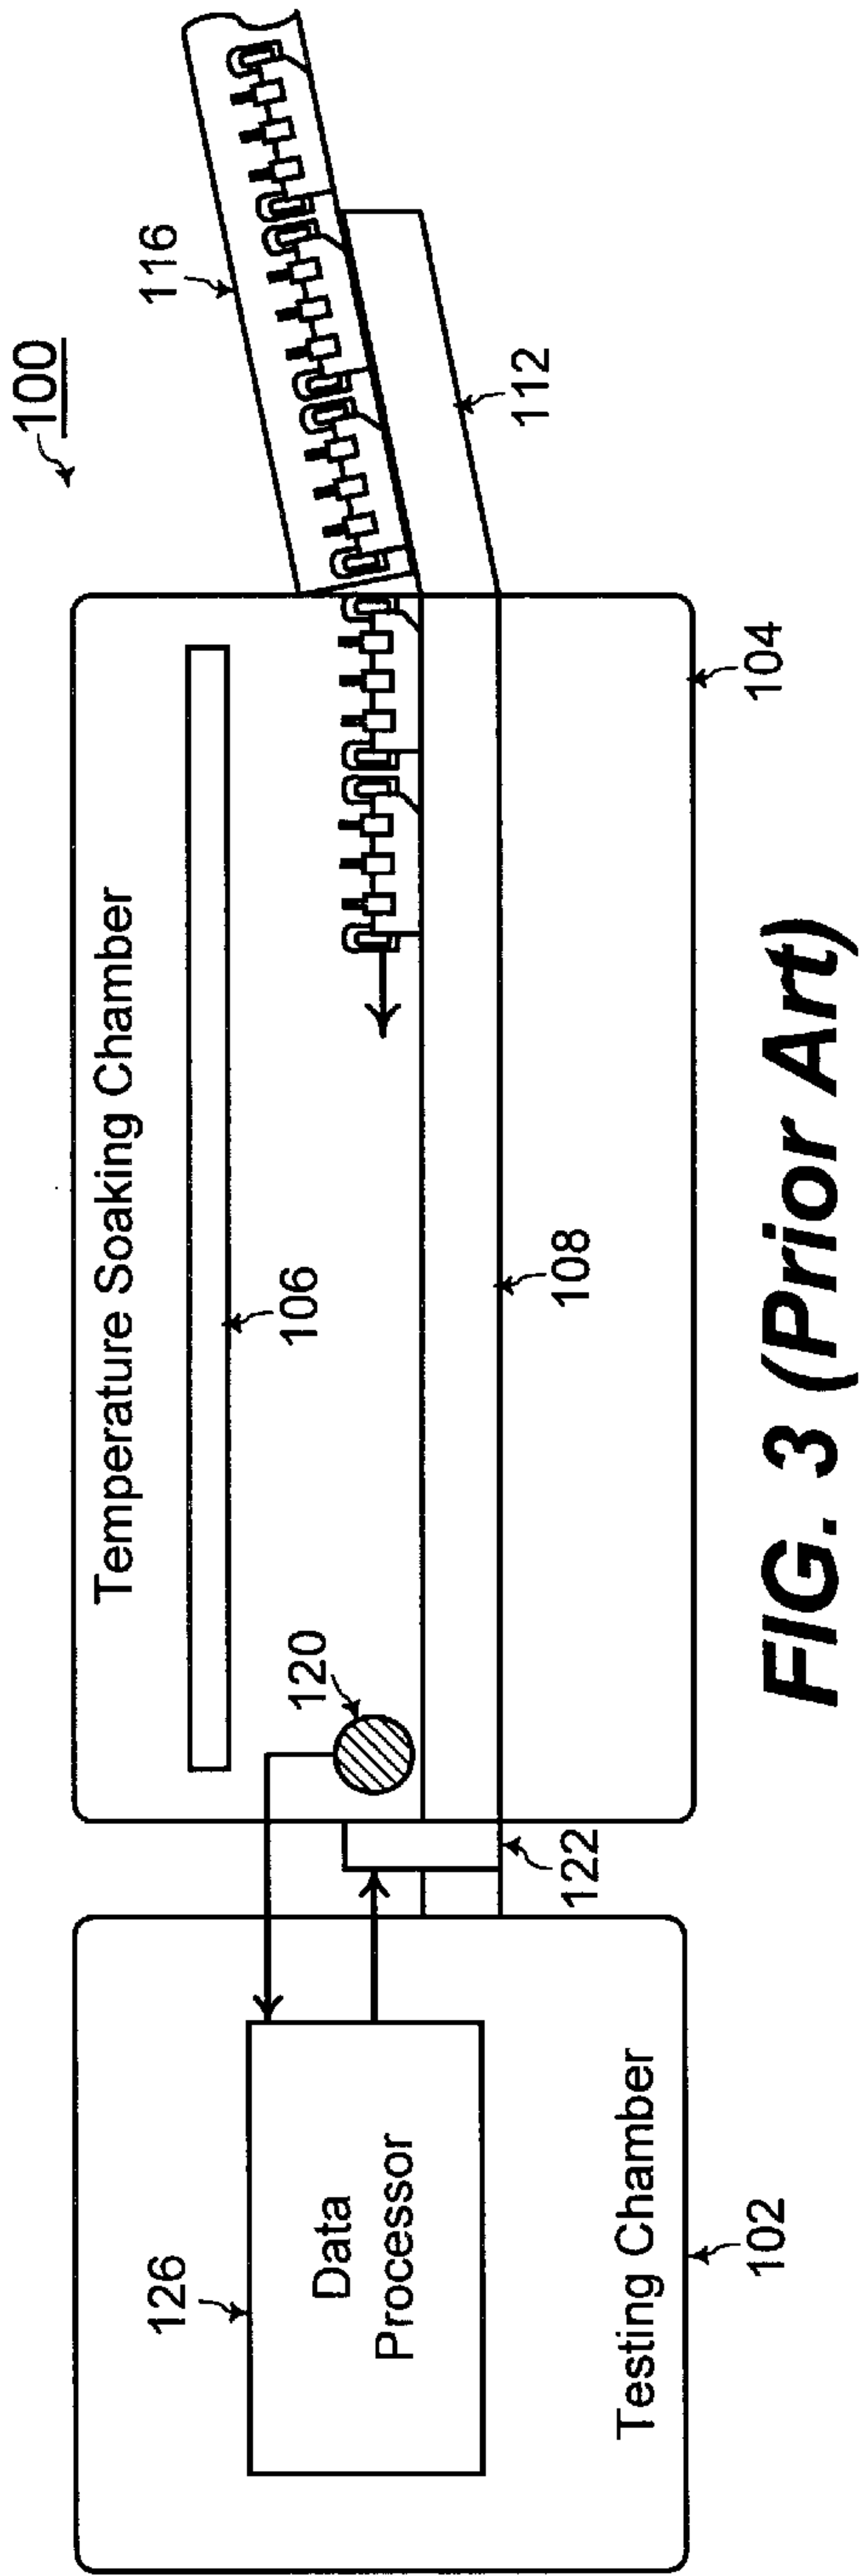 100
116
112
Temperature Soaking Chamber
106
104
108
120
122
126
Data
Processor
Testing Chamber
102
FIG. 3 (Prior Art)